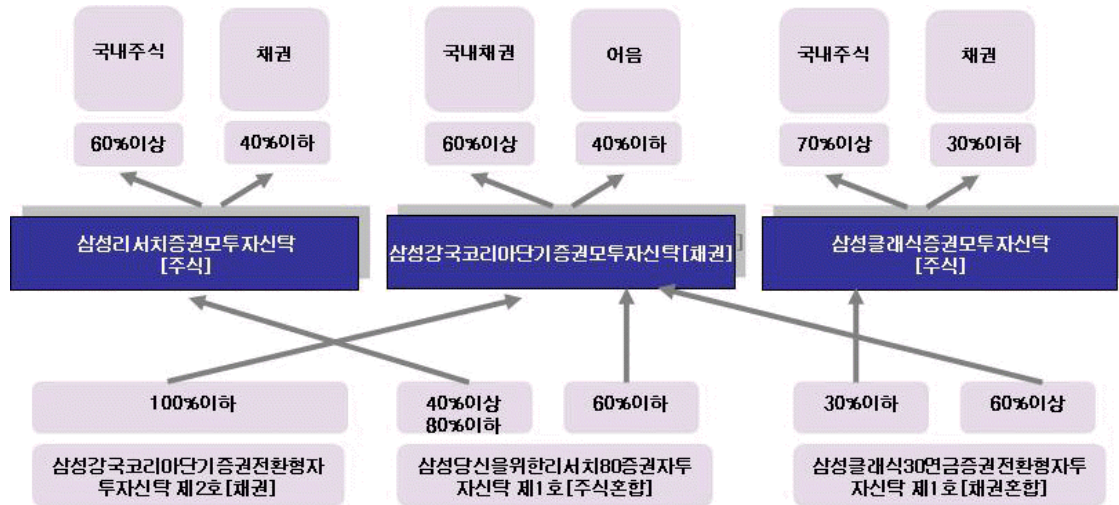 국내주식
채권
국내채권
어음
국내주식
채권
60%이상
40%이하
60%이상
40%이하
70%이상
30%이하
삼성리서치증권모투자신탁
[주식]
삼성강국코리아단기증권모투자신탁[채권]
]
삼성클래식증권모투자신탁
[주식]
100%이하
40%이상
80%이하
60%이하
30%이하
60%이상
삼성강국코리아단기증권전환형자
투자신탁 제2호[채권]
삼성당신을위한리서치80증권자투
자신탁 제1호[주식혼합]
삼성클래식30연금증권전환형자투
자신탁 제1호[채권혼합]